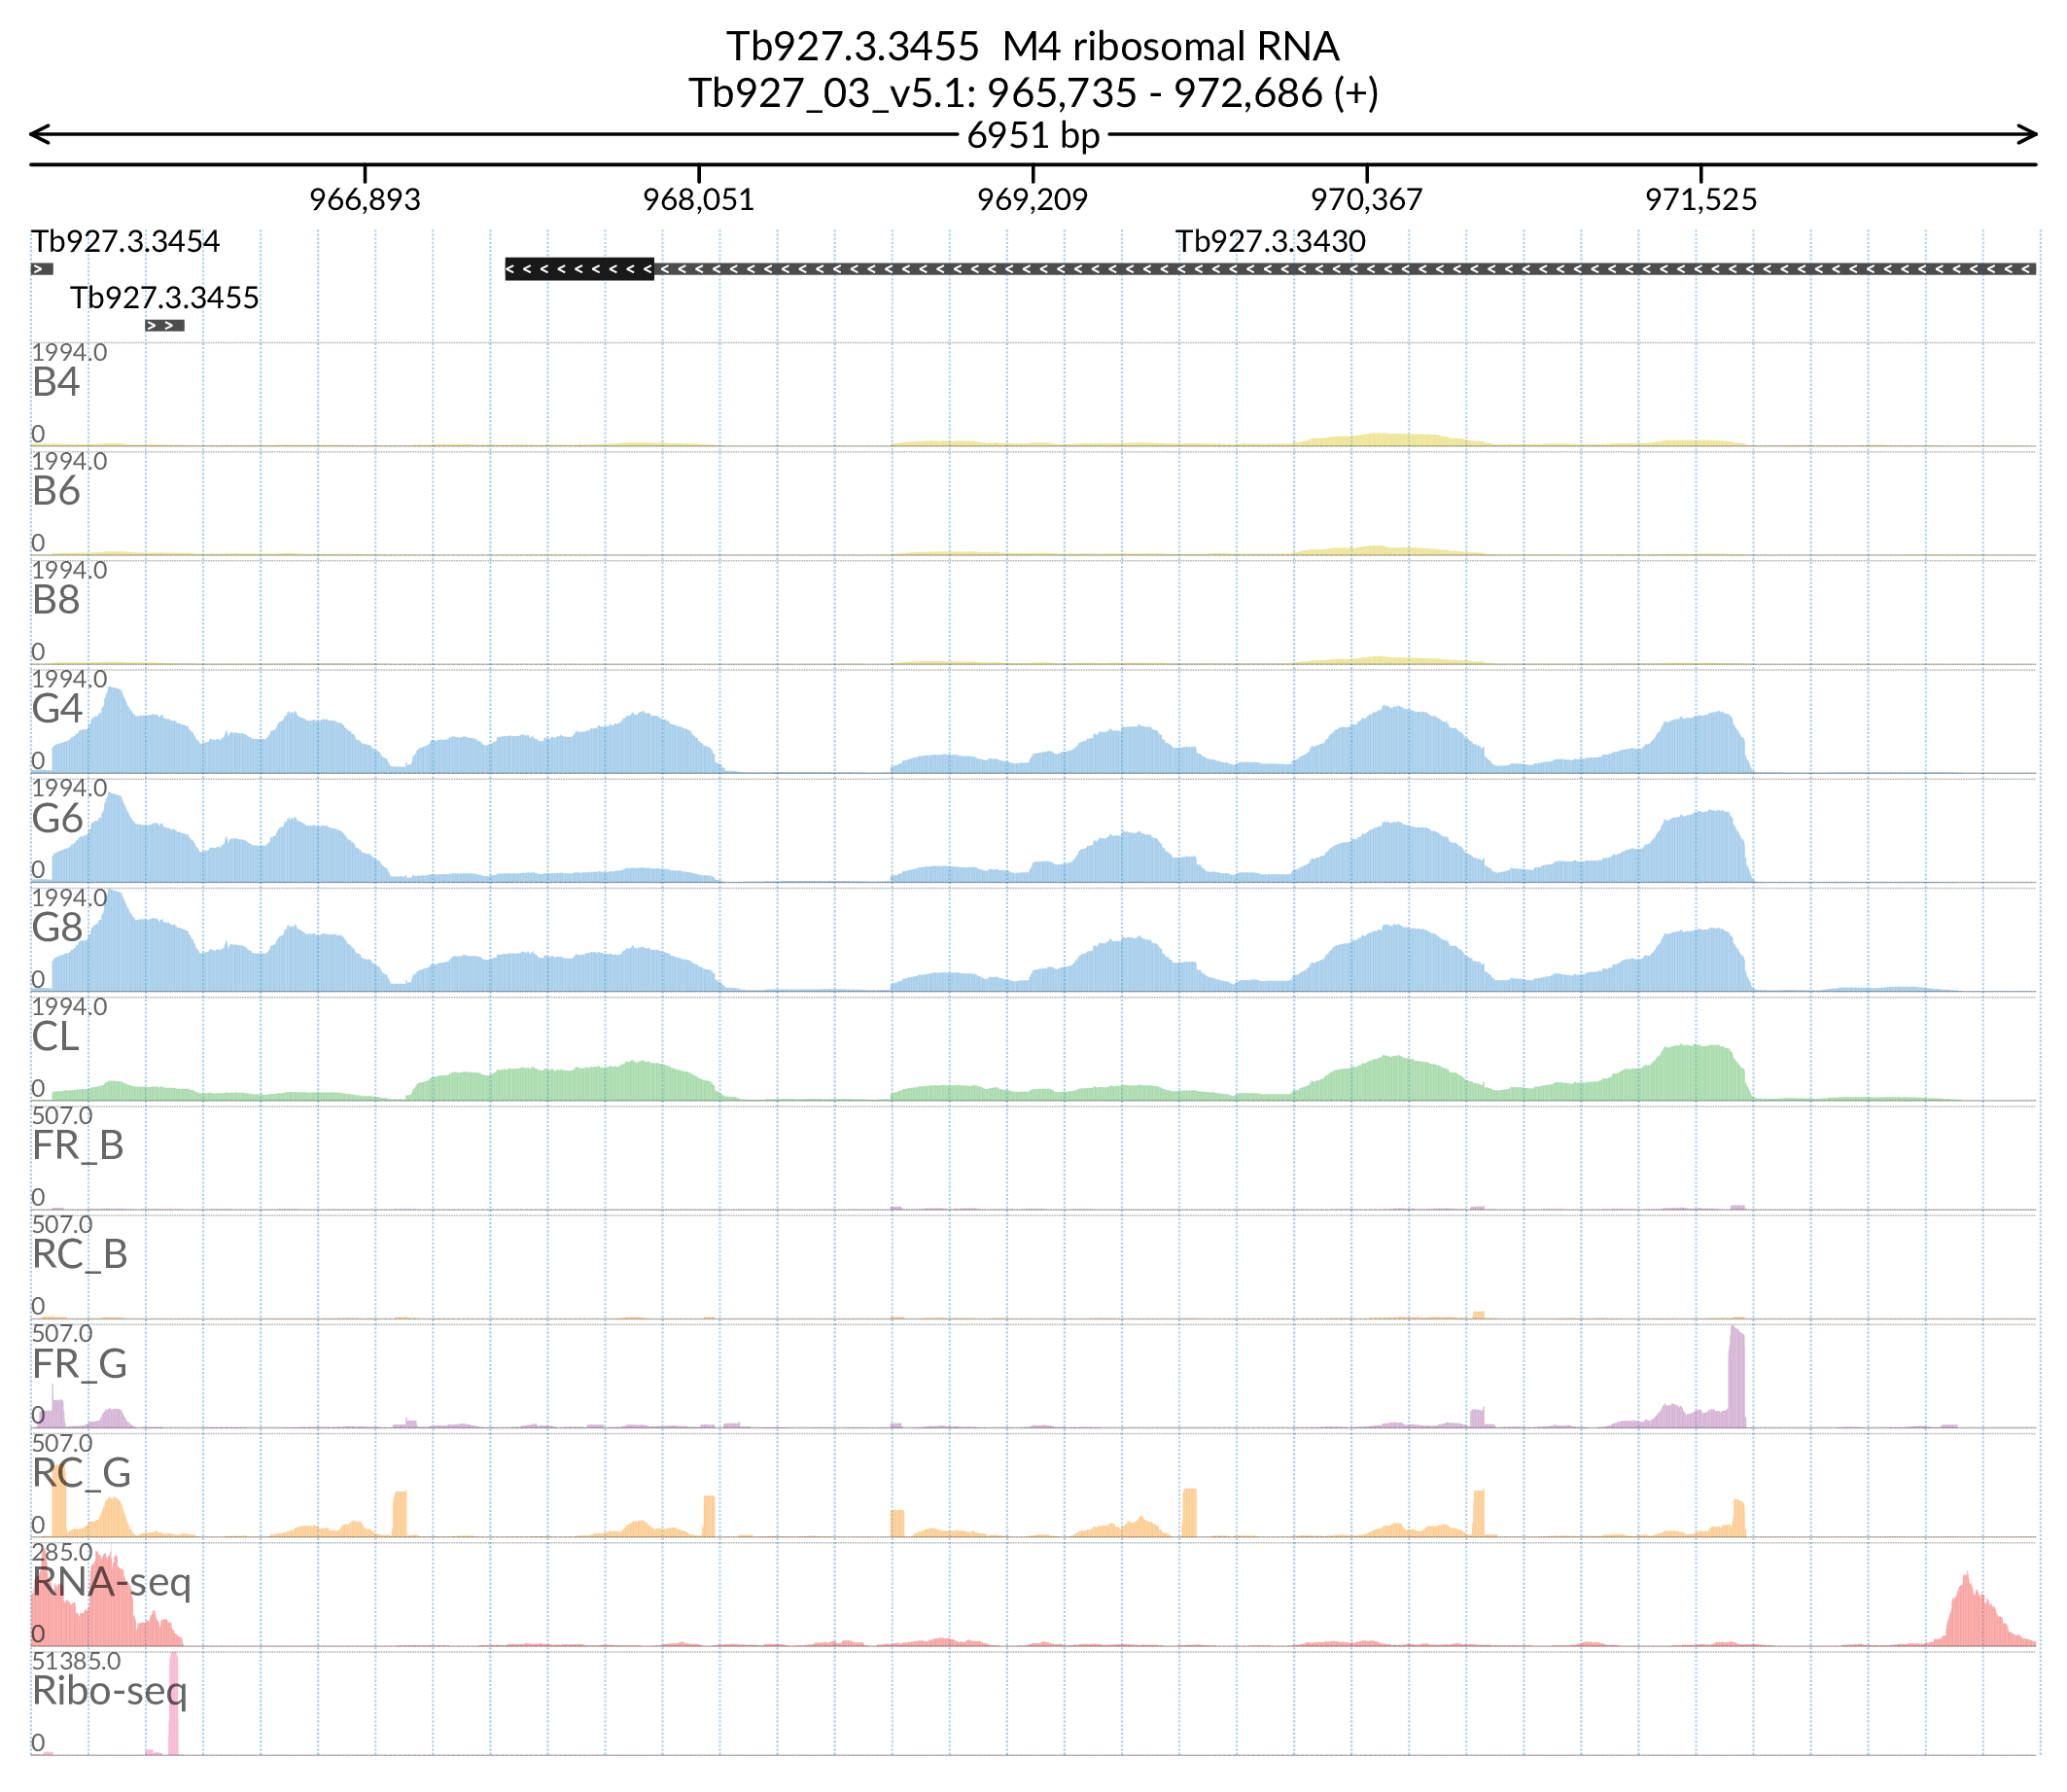 Tb927.3.3455 M4 ribosomal RNA
Tb927_03_v5.1: 965,735 - 972,686 (+)
6951 bp
966,893 968,051 969,209 970,367 971,525
Tb927.3.3454 Tb927.3.3430
Tb927.3.3455
1994.0
B4
0
1994.0
B6
0
1994.0
B8
0
1994.0
G4
0
1994.0
G6
0
1994.0
G8
0
1994.0
CL
0
507.0
FR_B
0
507.0
RC_B
0
507.0
FR_G
0
507.0
RC_G
0
285.0
RNA-seq
0
51385.0
Ribo-seq
0